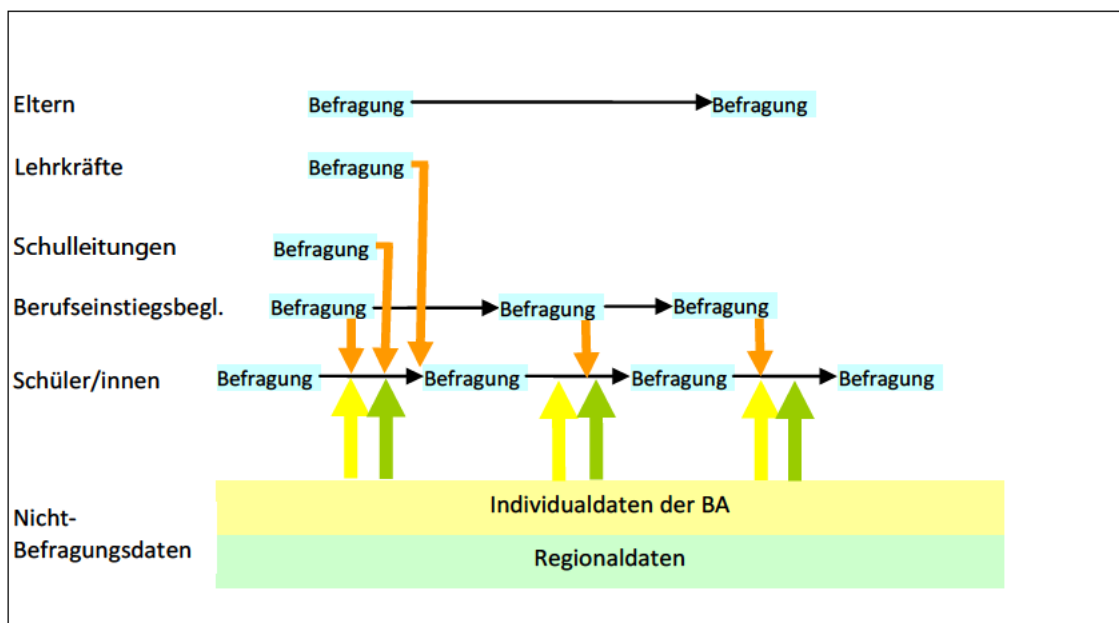 Eltern Befragung Befragung
Lehrkräfte Befragung
Schulleitungen Befragung
Berufseinstiegsbegl. Befragung Befragung Befragung
Schüler/innen Befragung Befragung Befragung Befragung
Individualdaten der BA
Nicht-
Befragungsdaten
Regionaldaten